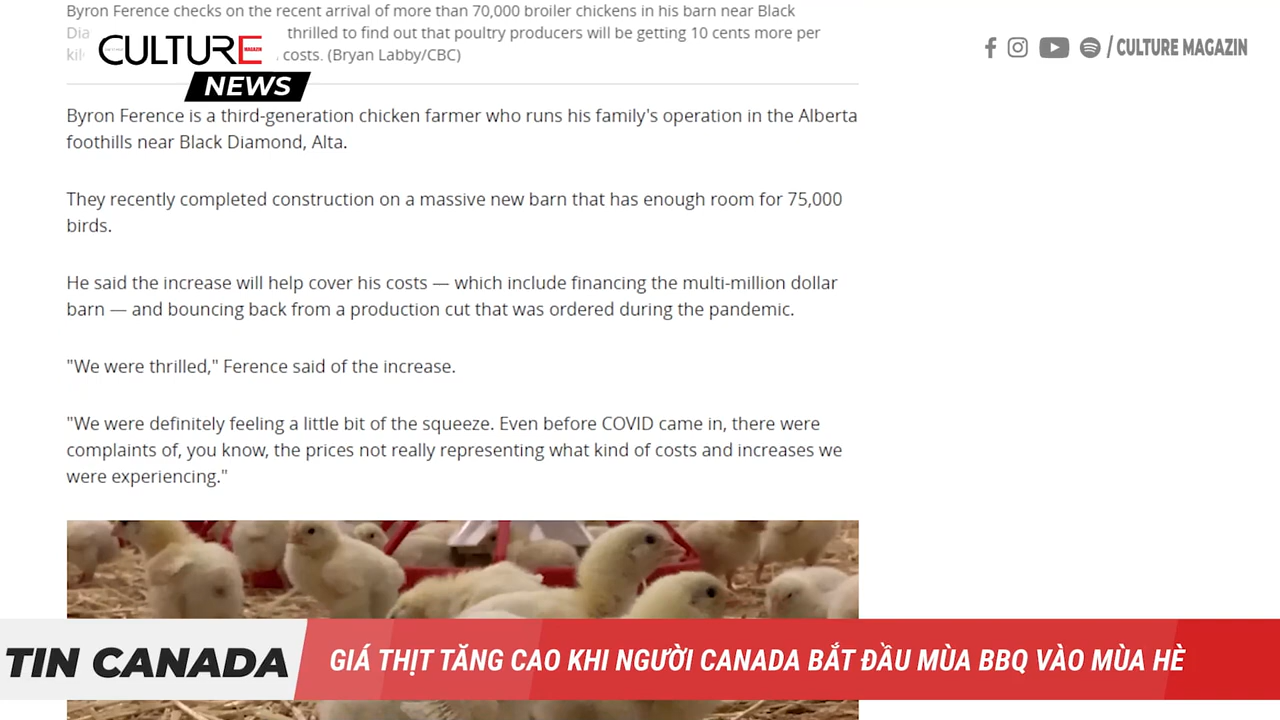 Byron Ference checks on the recent arrival of more than 70,000 broiler chickens in his barn near Black
Dia thrilled to find out that poultry producers will be getting 10 cents more per
costs. (Bryan Labby/CBC)
CULTURE
MAGAZIN
NEWS
/ CULTURE MAGAZIN
Byron Ference is a third-generation chicken farmer who runs his family's operation in the Alberta
foothills near Black Diamond, Alta.
They recently completed construction on a massive new barn that has enough room for 75,000
birds.
He said the increase will help cover his costs — which include financing the multi-million dollar
barn — and bouncing back from a production cut that was ordered during the pandemic.
"We were thrilled," Ference said of the increase.
"We were definitely feeling a little bit of the squeeze. Even before COVID came in, there were
complaints of, you know, the prices not really representing what kind of costs and increases we
were experiencing."
TIN CANADA
GIÁ THỊT TĂNG CAO KHI NGƯỜI CANADA BẮT ĐẦU MÙA BBQ VÀO MÙA HÈ